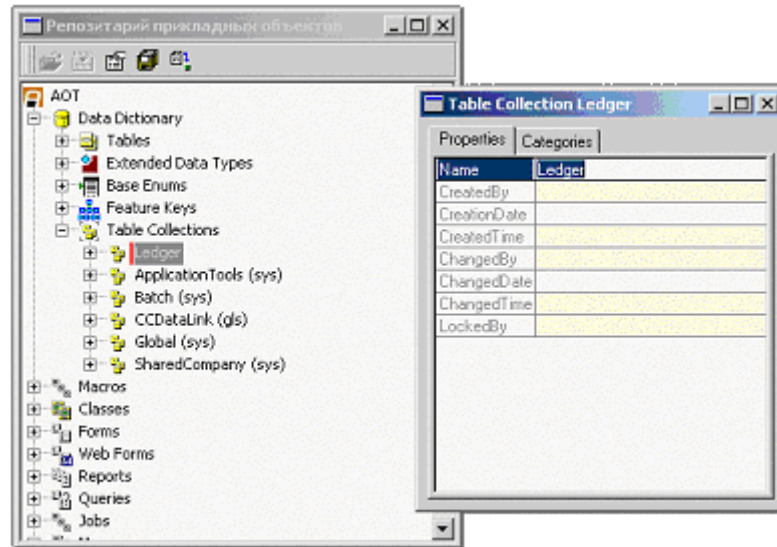 Репозитарий прикладных объектов
AOT
Data Dictionary
Tables
Extended Data Types
Base Enums
Feature Keys
Table Collections
Ledger
ApplicationTools (sys)
Batch (sys)
CCDataLink (gls)
Global (sys)
SharedCompany (sys)
Macros
Classes
Forms
Web Forms
Reports
Queries
Jobs
Table Collection Ledger
Properties Categories
Name Ledger
CreatedBy
CreationDate
CreatedTime
ChangedBy
ChangedDate
ChangedTime
LockedBy